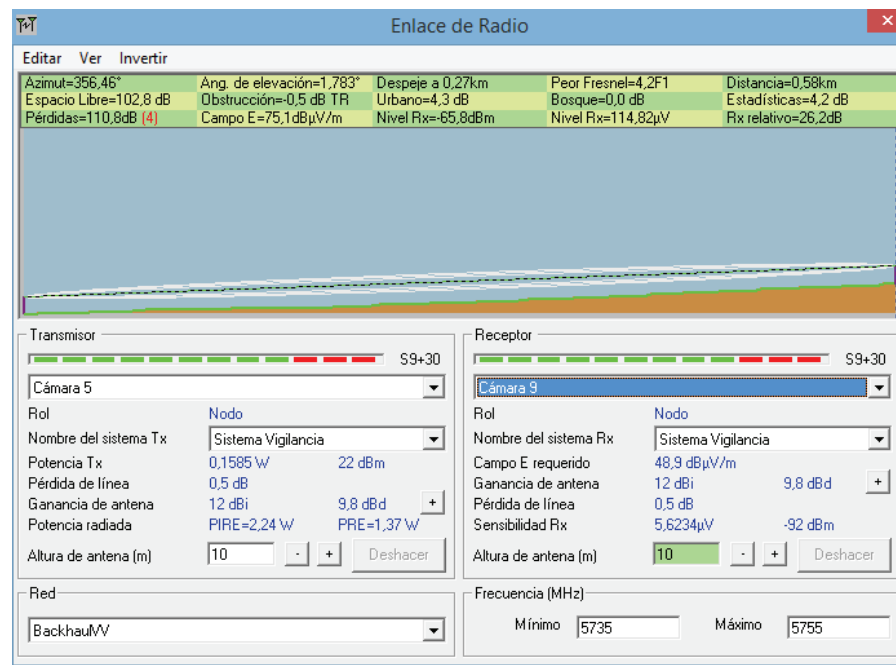 Enlace de Radio
Editar Ver Invertir
Azimut=356,46° Ang. de elevación=1,783° Despeje a 0,27km Peor Fresnel=4,2F1 Distancia=0,58km
Espacio Libre=102,8 dB Obstrucción=-0,5 dB TR Urbano=4,3 dB Bosque=0,0 dB Estadísticas=4,2 dB
Pérdidas=110,8dB (4) Campo E=75,1dBµV/m Nivel Rx=-65,8dBm Nivel Rx=114,82µV Rx relativo=26,2dB
Transmisor
S9+30
Cámara 5
Rol Nodo
Nombre del sistema Tx Sistema Vigilancia
Potencia Tx 0,1585 W 22 dBm
Pérdida de línea 0,5 dB
Ganancia de antena 12 dBi 9,8 dBd +
Potencia radiada PIRE=2,24 W PRE=1,37 W
Altura de antena (m) 10 - + Deshacer
Receptor
S9+30
Cámara 9
Rol Nodo
Nombre del sistema Rx Sistema Vigilancia
Campo E requerido 48,9 dBµV/m
Ganancia de antena 12 dBi 9,8 dBd +
Pérdida de línea 0,5 dB
Sensibilidad Rx 5,6234µV -92 dBm
Altura de antena (m) 10 - + Deshacer
Red
BackhaulVV
Frecuencia (MHz)
Mínimo 5735 Máximo 5755